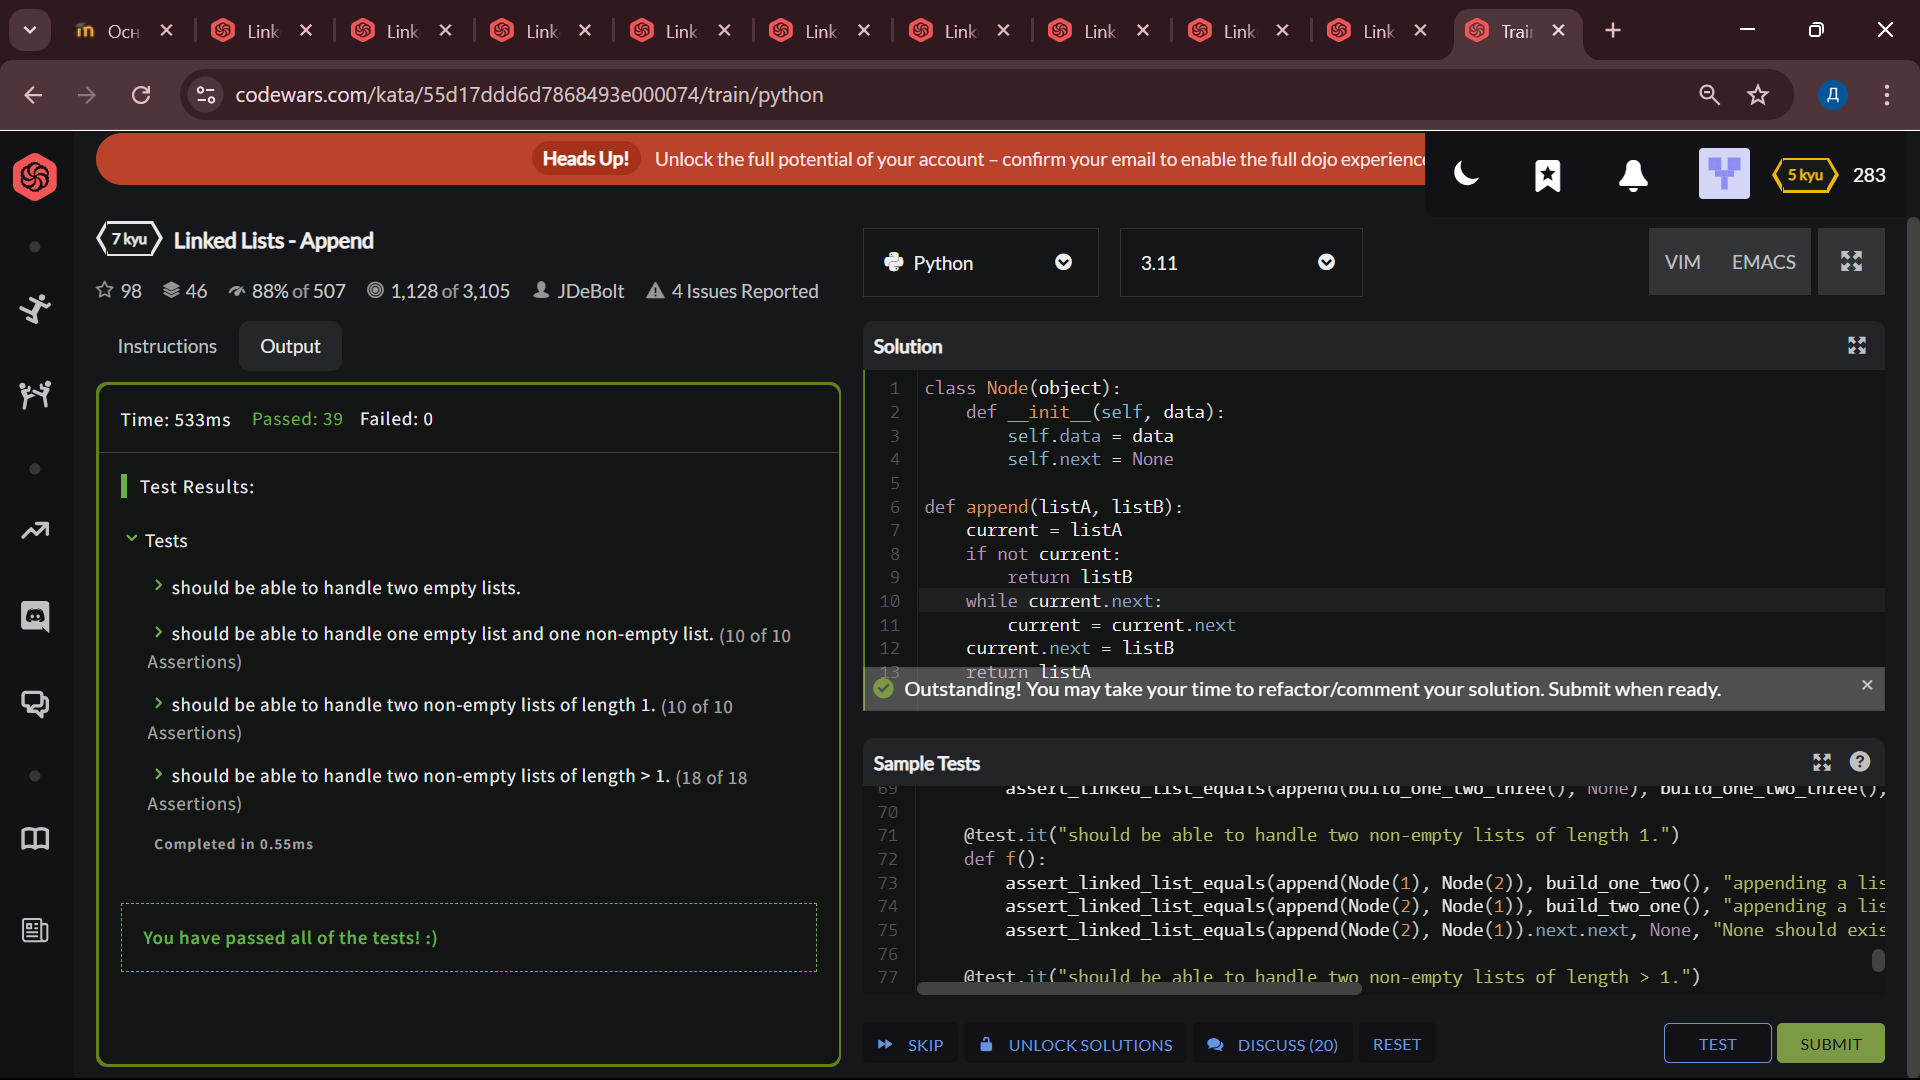 Осн
Link
Link
Link
Link
Link
Link
Link
Link
Link
Trai
codewars.com/kata/55d17ddd6d7868493e000074/train/python
Д
Heads Up! Unlock the full potential of your account – confirm your email to enable the full dojo experience
5 kyu 283
7 kyu Linked Lists - Append
98 46 88% of 507 1,128 of 3,105 JDeBolt 4 Issues Reported
Instructions Output
Time: 533ms Passed: 39 Failed: 0
Test Results:
Tests
should be able to handle two empty lists.
should be able to handle one empty list and one non-empty list. (10 of 10
Assertions)
should be able to handle two non-empty lists of length 1. (10 of 10
Assertions)
should be able to handle two non-empty lists of length > 1. (18 of 18
Assertions)
Completed in 0.55ms
You have passed all of the tests! :)
Python 3.11 VIM EMACS
Solution
1 class Node(object):
2     def __init__(self, data):
3         self.data = data
4         self.next = None
5
6 def append(listA, listB):
7     current = listA
8     if not current:
9         return listB
10     while current.next:
11         current = current.next
12     current.next = listB
13     return listA
Outstanding! You may take your time to refactor/comment your solution. Submit when ready.
Sample Tests
69         assert_linked_list_equals(append(build_one_two_three(), None), build_one_two_three(),
70
71     @test.it("should be able to handle two non-empty lists of length 1.")
72     def f():
73         assert_linked_list_equals(append(Node(1), Node(2)), build_one_two(), "appending a lis
74         assert_linked_list_equals(append(Node(2), Node(1)), build_two_one(), "appending a lis
75         assert_linked_list_equals(append(Node(2), Node(1)).next.next, None, "None should exis
76
77     @test.it("should be able to handle two non-empty lists of length > 1.")
SKIP UNLOCK SOLUTIONS DISCUSS (20) RESET TEST SUBMIT